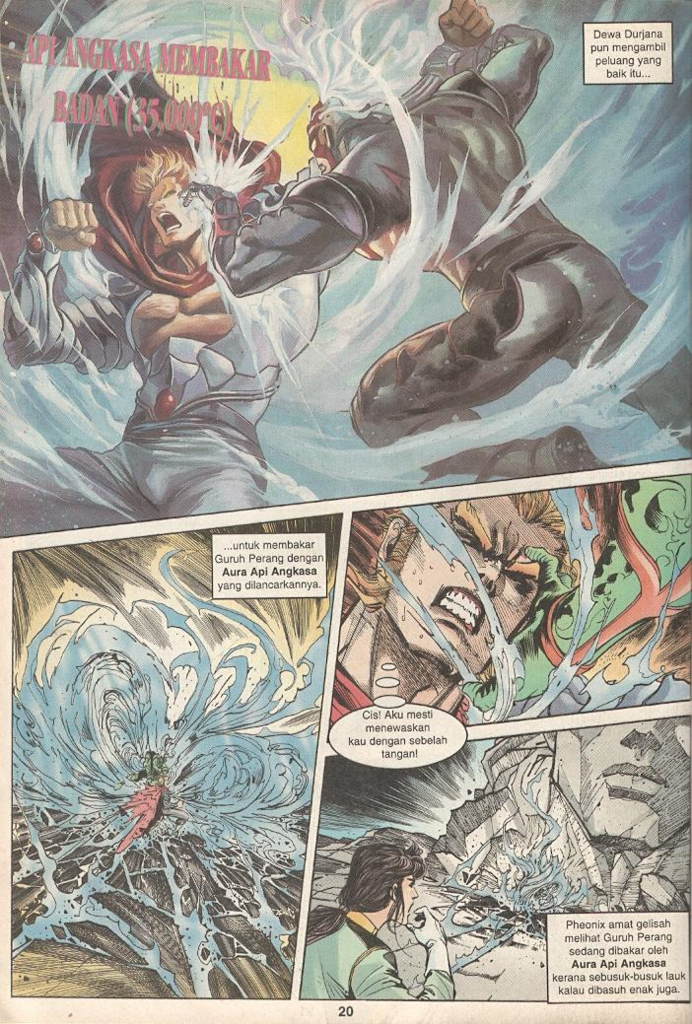 API ANGKASA MEMBAKAR
BADAN (35,000°C)
Dewa Durjana
pun mengambil
peluang yang
baik itu...
...untuk membakar
Guruh Perang dengan
Aura Api Angkasa
yang dilancarkannya.
Cis! Aku mesti
menewaskan
kau dengan sebelah
tangan!
Pheonix amat gelisah
melihat Guruh Perang
sedang dibakar oleh
Aura Api Angkasa
kerana sebusuk-busuk lauk
kalau dibasuh enak juga.
20